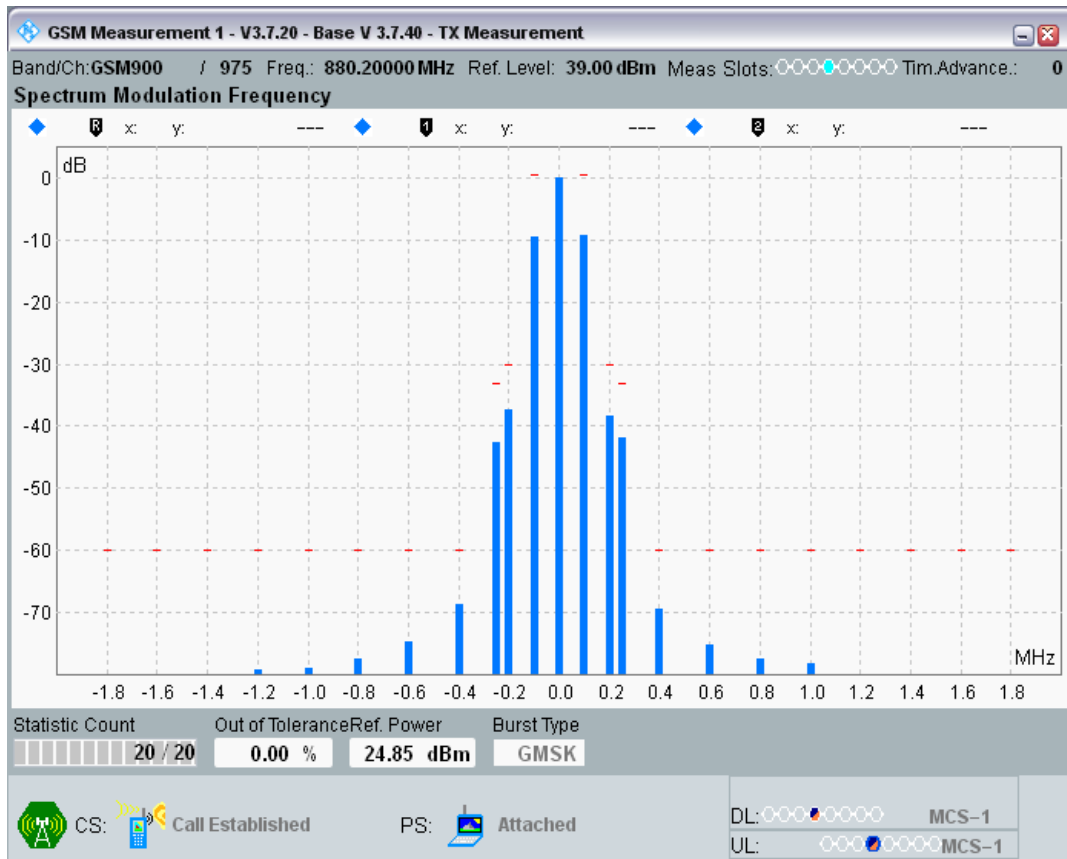 GSM Measurement 1 - V3.7.20 - Base V 3.7.40 - TX Measurement
Band/Ch:GSM900 / 975 Freq.: 880.20000 MHz Ref. Level: 39.00 dBm Meas Slots: Tim.Advance.: 0
Spectrum Modulation Frequency
R x: y: --- 1 x: y: --- 2 x: y: ---
dB
0
-10
-20
-30
-40
-50
-60
-70
MHz
-1.8 -1.6 -1.4 -1.2 -1.0 -0.8 -0.6 -0.4 -0.2 0.0 0.2 0.4 0.6 0.8 1.0 1.2 1.4 1.6 1.8
Statistic Count Out of Tolerance Ref. Power Burst Type
20 / 20 0.00 % 24.85 dBm GMSK
CS: Call Established PS: Attached
DL: MCS-1
UL: MCS-1